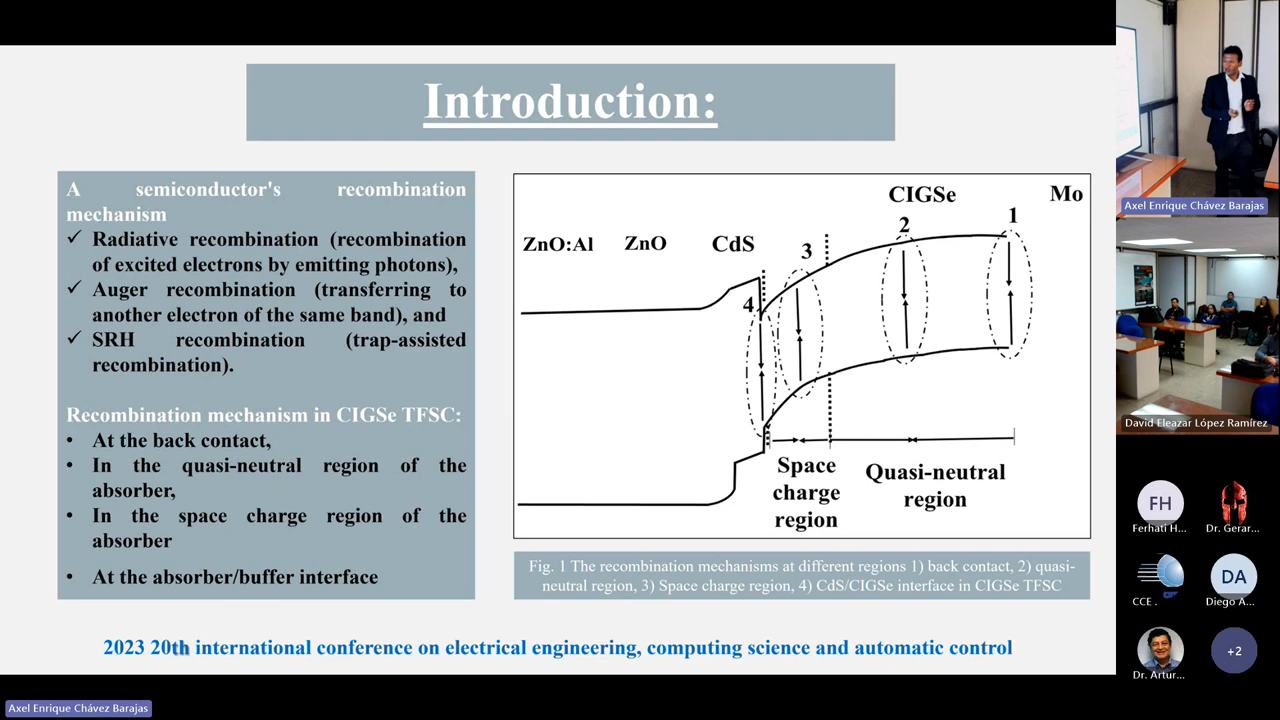 Introduction:
A semiconductor's recombination
mechanism
✓ Radiative recombination (recombination
of excited electrons by emitting photons),
✓ Auger recombination (transferring to
another electron of the same band), and
✓ SRH recombination (trap-assisted
recombination).
Recombination mechanism in CIGSe TFSC:
• At the back contact,
• In the quasi-neutral region of the
absorber,
• In the space charge region of the
absorber
• At the absorber/buffer interface
ZnO:Al ZnO CdS CIGSe Mo
1
2
3
4
Space
charge
region
Quasi-neutral
region
Fig. 1 The recombination mechanisms at different regions 1) back contact, 2) quasi-
neutral region, 3) Space charge region, 4) CdS/CIGSe interface in CIGSe TFSC
2023 20th international conference on electrical engineering, computing science and automatic control
Axel Enrique Chávez Barajas
David Eleazar López Ramírez
FH
Ferhati H...
Dr. Gerar...
CCE .
DA
Diego A...
Dr. Artur...
+2
Axel Enrique Chávez Barajas